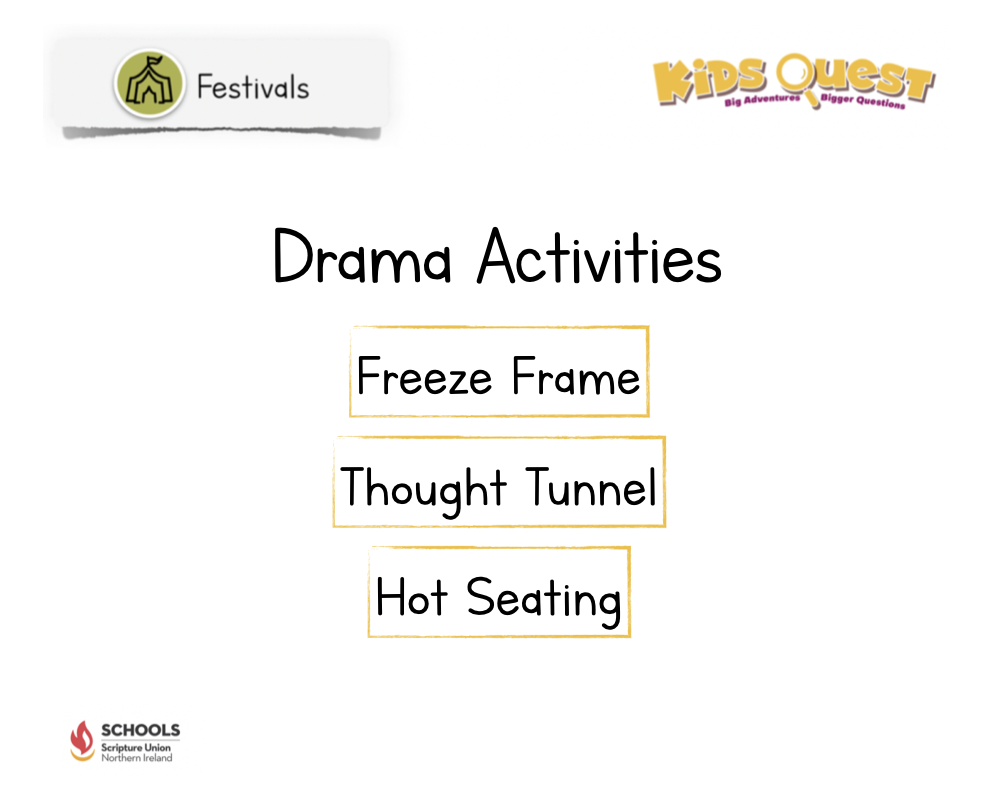 Festivals
KiDS QUEST
Big Adventures Bigger Questions
Drama Activities
Freeze Frame
Thought Tunnel
Hot Seating
SCHOOLS
Scripture Union
Northern Ireland